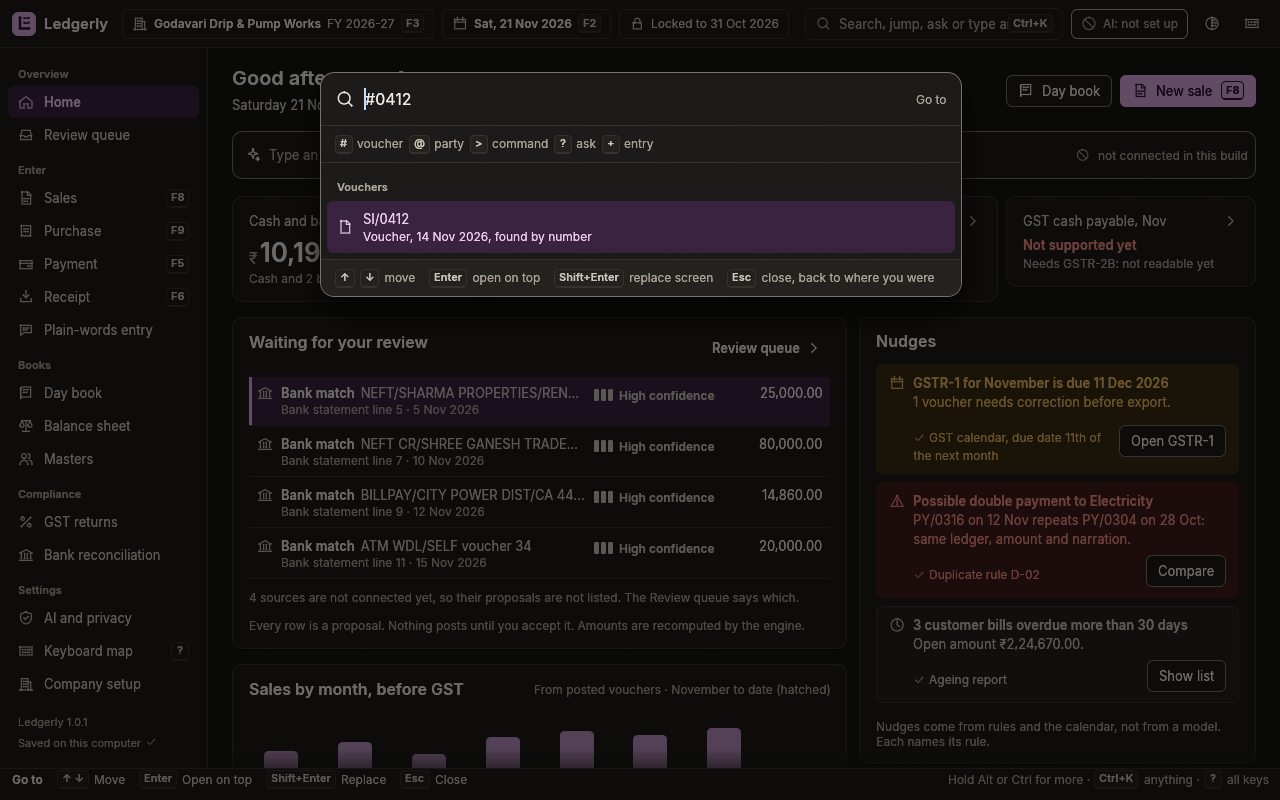 Ledgerly
Godavari Drip & Pump Works FY 2026-27 F3
Sat, 21 Nov 2026 F2
Locked to 31 Oct 2026
Search, jump, ask or type a Ctrl+K
AI: not set up
Overview
Home
Review queue
Enter
Sales F8
Purchase F9
Payment F5
Receipt F6
Plain-words entry
Books
Day book
Balance sheet
Masters
Compliance
GST returns
Bank reconciliation
Settings
AI and privacy
Keyboard map ?
Company setup
Ledgerly 1.0.1
Saved on this computer
Good afte
Saturday 21 No
Day book
New sale F8
Type an
not connected in this build
#0412 Go to
# voucher @ party > command ? ask + entry
Vouchers
SI/0412
Voucher, 14 Nov 2026, found by number
↑ ↓ move Enter open on top Shift+Enter replace screen Esc close, back to where you were
Cash and b
₹10,19
Cash and 2 b
GST cash payable, Nov
Not supported yet
Needs GSTR-2B: not readable yet
Waiting for your review
Review queue
Bank match NEFT/SHARMA PROPERTIES/REN... High confidence 25,000.00
Bank statement line 5 · 5 Nov 2026
Bank match NEFT CR/SHREE GANESH TRADE... High confidence 80,000.00
Bank statement line 7 · 10 Nov 2026
Bank match BILLPAY/CITY POWER DIST/CA 44... High confidence 14,860.00
Bank statement line 9 · 12 Nov 2026
Bank match ATM WDL/SELF voucher 34 High confidence 20,000.00
Bank statement line 11 · 15 Nov 2026
4 sources are not connected yet, so their proposals are not listed. The Review queue says which.
Every row is a proposal. Nothing posts until you accept it. Amounts are recomputed by the engine.
Sales by month, before GST
From posted vouchers · November to date (hatched)
Nudges
GSTR-1 for November is due 11 Dec 2026
1 voucher needs correction before export.
✓ GST calendar, due date 11th of
the next month
Open GSTR-1
Possible double payment to Electricity
PY/0316 on 12 Nov repeats PY/0304 on 28 Oct:
same ledger, amount and narration.
✓ Duplicate rule D-02
Compare
3 customer bills overdue more than 30 days
Open amount ₹2,24,670.00.
✓ Ageing report
Show list
Nudges come from rules and the calendar, not from a model.
Each names its rule.
Go to ↑↓ Move Enter Open on top Shift+Enter Replace Esc Close
Hold Alt or Ctrl for more · Ctrl+K anything · ? all keys